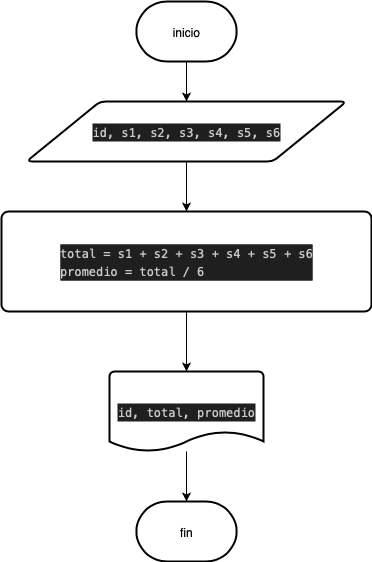 inicio
id, s1, s2, s3, s4, s5, s6
total = s1 + s2 + s3 + s4 + s5 + s6
promedio = total / 6
id, total, promedio
fin